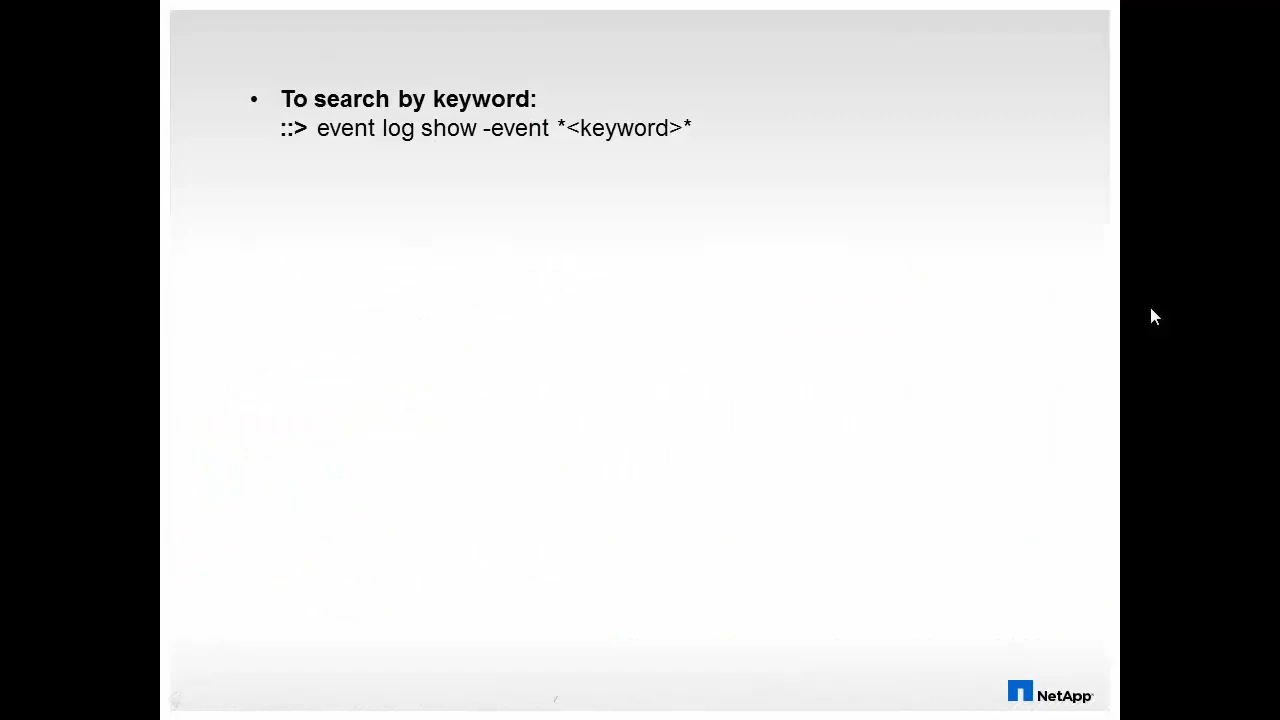 • To search by keyword:
::> event log show -event *<keyword>*
NetApp